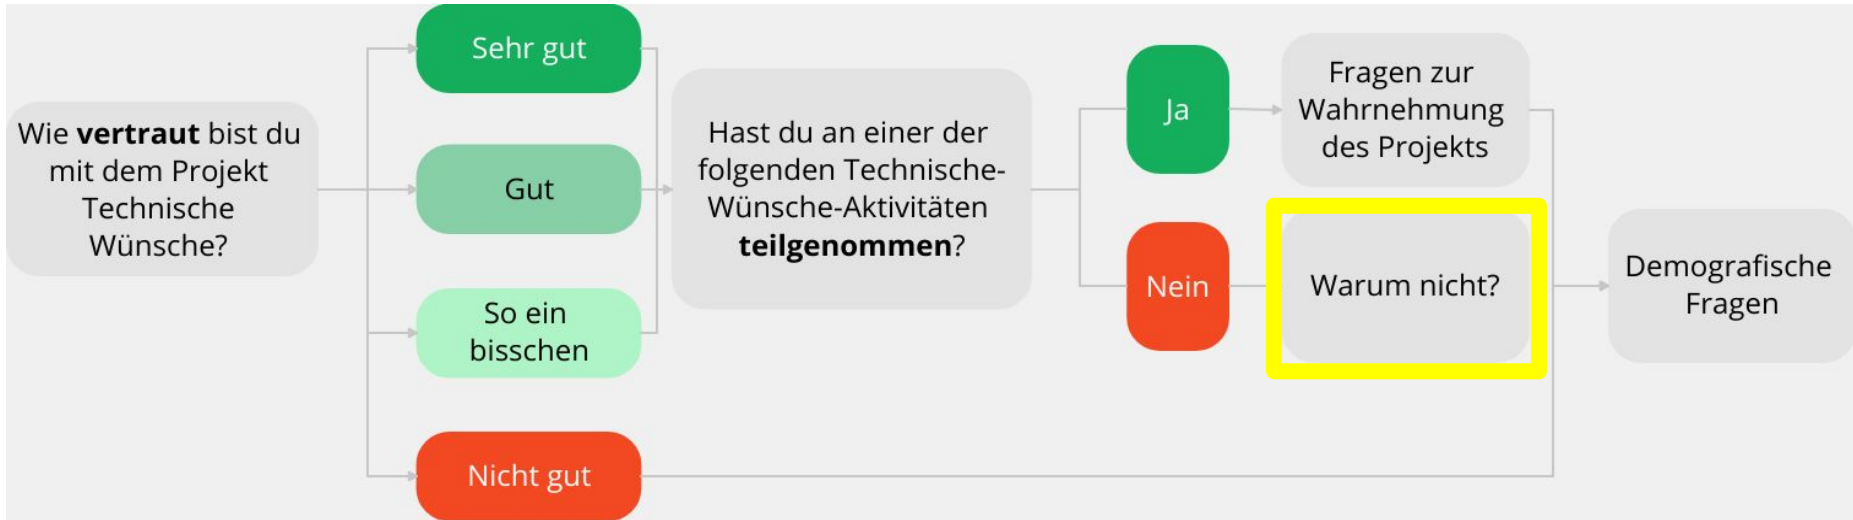 Wie vertraut bist du
mit dem Projekt
Technische
Wünsche?
Sehr gut
Gut
So ein
bisschen
Nicht gut
Hast du an einer der
folgenden Technische-
Wünsche-Aktivitäten
teilgenommen?
Ja
Nein
Fragen zur
Wahrnehmung
des Projekts
Warum nicht?
Demografische
Fragen